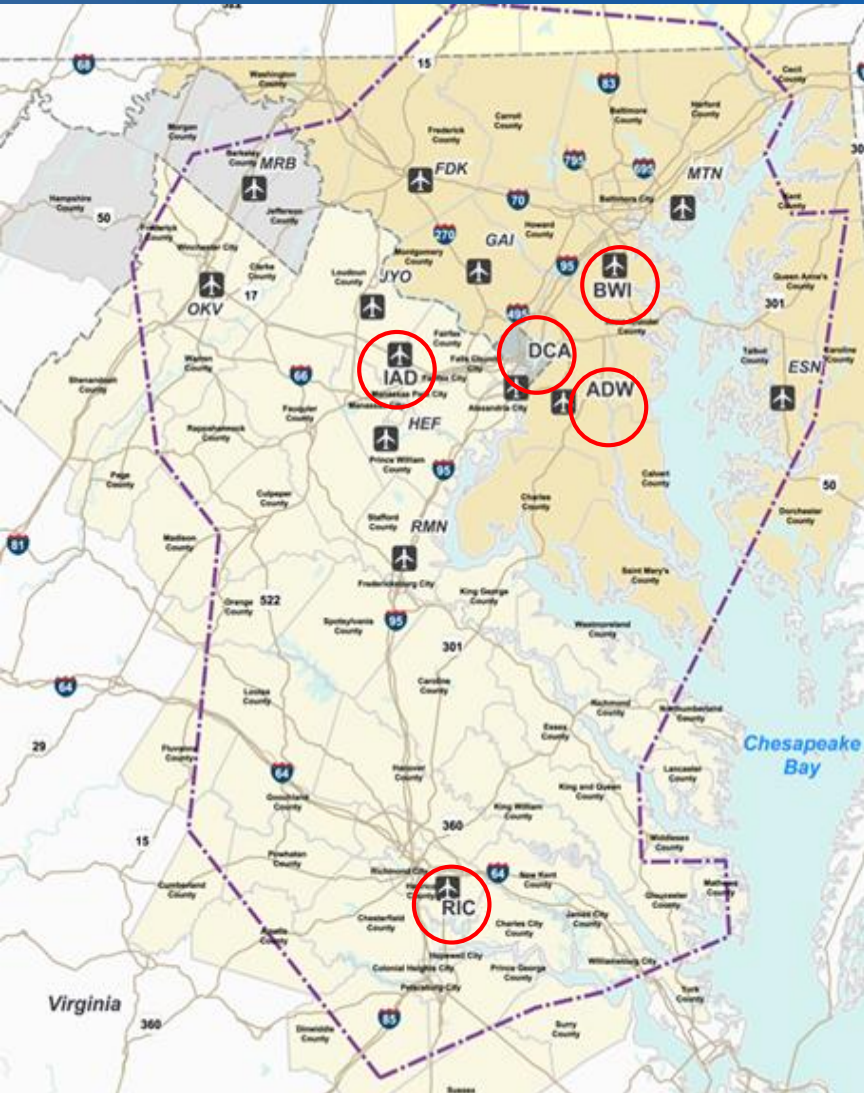 68
15
Washington
County
83
Cecil
County
Carroll
County
Baltimore
County
Harford
County
Frederick
County
Morgan
County
795
695
30
Berkeley
County
MRB
FDK
MTN
Hampshire
County
50
Jefferson
County
70
Baltimore City
Kent
County
Frederick
County
Winchester City
270
Howard
County
GAI
Montgomery
County
95
Clarke
County
Loudoun
County
JYO
BWI
Queen Anne's
County
OKV
17
495
301
County
Fairfax
County
Falls Church
City
DCA
Warren
County
Talbot
County
Caroline
County
ESN
Shenandoah
County
66
IAD
Fairfax City
Manassas Park City
ADW
Fauquier
County
Alexandria City
HEF
Rappahannock
County
Prince William
County
95
Page
County
Calvert
County
50
Culpeper
County
Charles
County
Dorchester
County
Stafford
County
RMN
81
Madison
County
Saint Mary's
County
Fredericksburg City
King George
County
Orange
County
522
95
Spotsylvania
County
Westmoreland
County
301
64
Louisa
County
Caroline
County
Richmond
County
Northumberland
County
29
Essex
County
Fluvanna
County
Chesapeake
Bay
64
Hanover
County
Lancaster
County
Goochland
County
King and Queen
County
King William
County
15
360
Middlesex
County
Powhatan
County
Richmond City
64
New Kent
County
Cumberland
County
RIC
Gloucester
County
Mathews
County
Chesterfield
County
Charles City
County
James City
County
Amelia
County
Hopewell City
Colonial Heights City
Prince George
County
Williamsburg City
Petersburg City
York
County
Virginia
360
85
Dinwiddie
County
Surry
County
Sussex